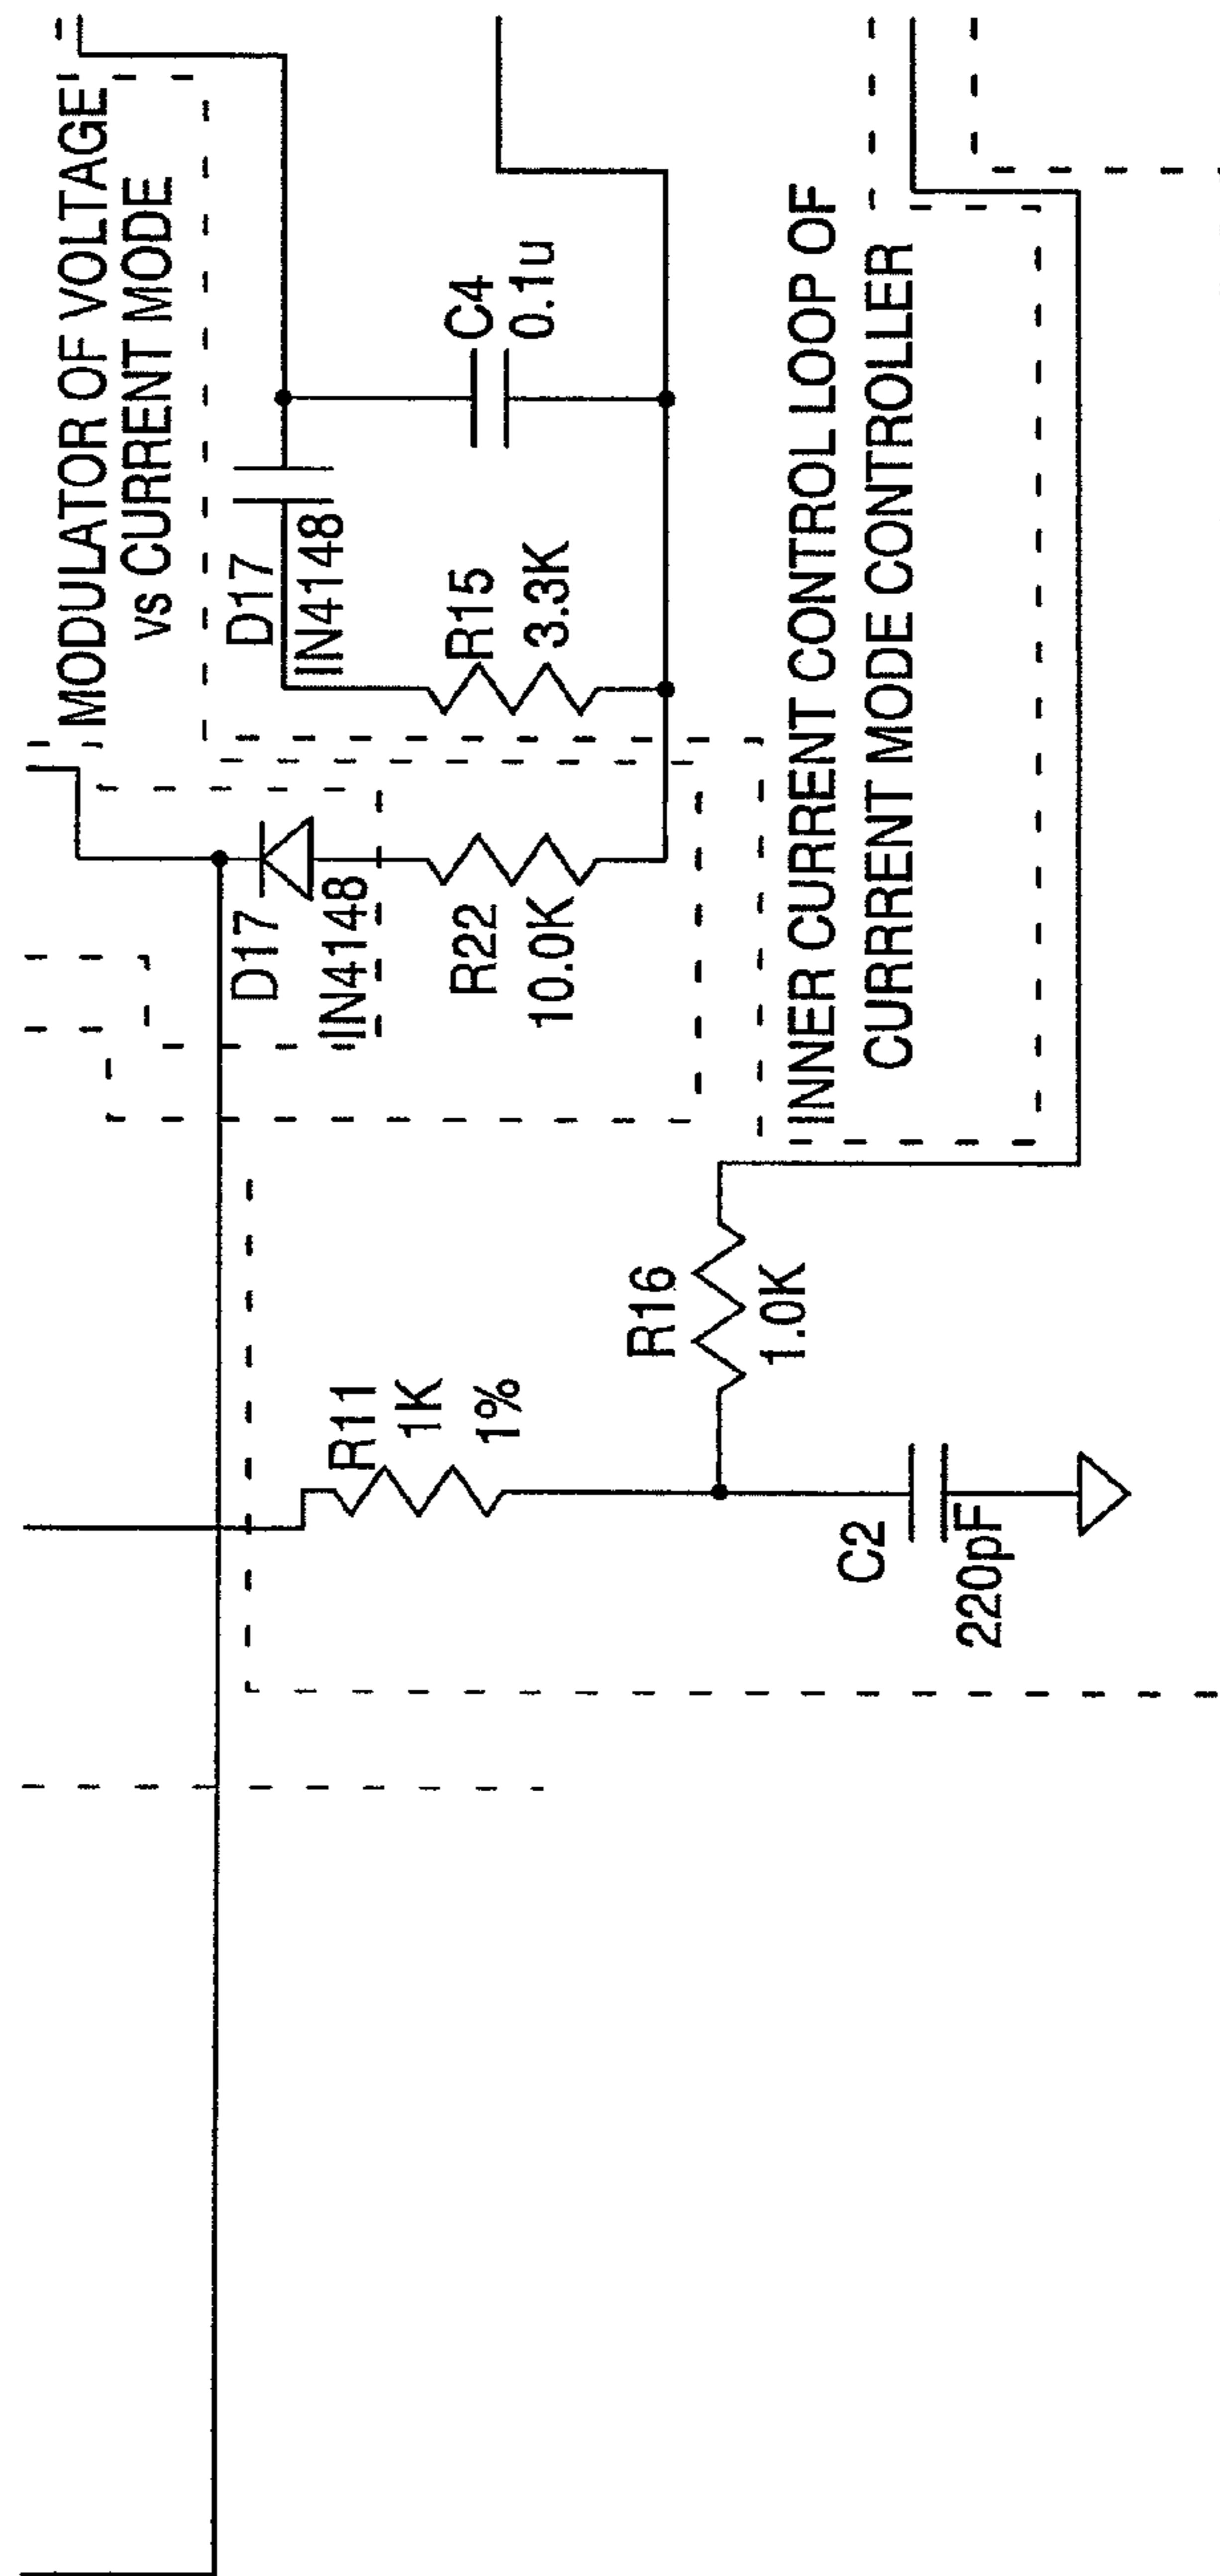 MODULATOR OF VOLTAGE
vs CURRENT MODE
D17
IN4148
R15
3.3K
C4
0.1u
D17
IN4148
R22
10.0K
INNER CURRENT CONTROL LOOP OF
CURRRENT MODE CONTROLLER
R11
1K
1%
R16
1.0K
C2
220pF